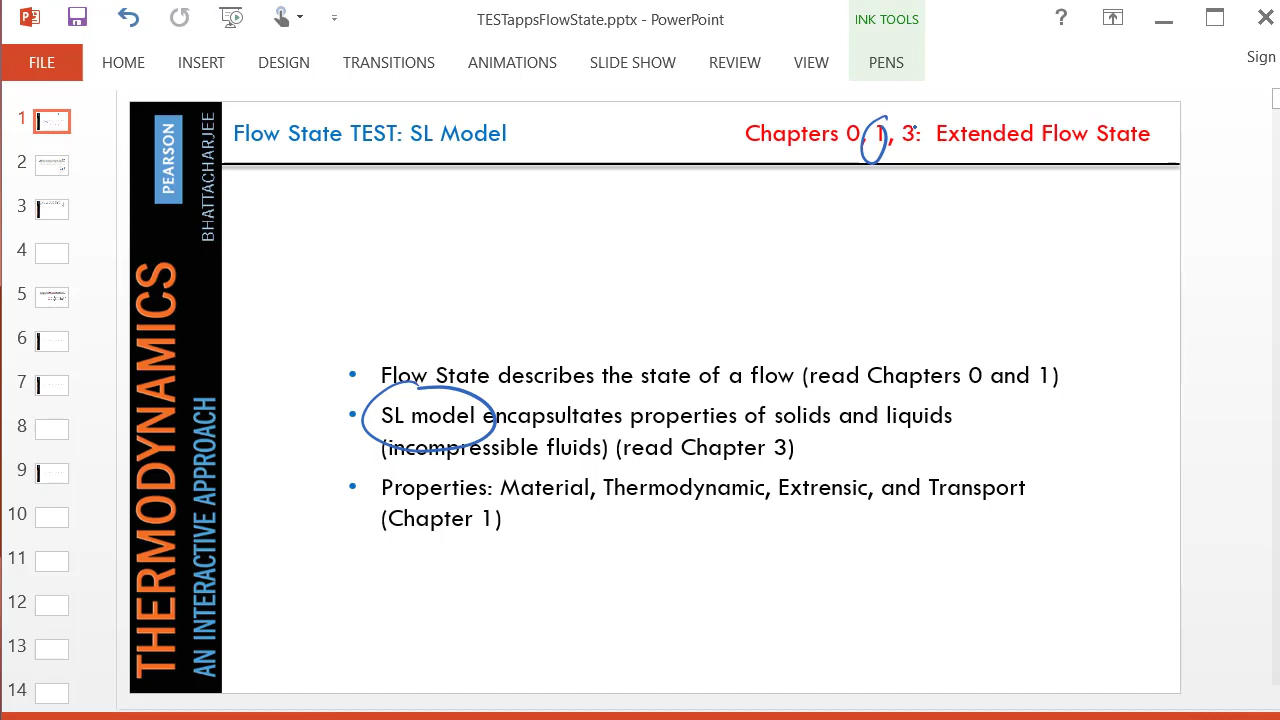 TESTappsFlowState.pptx - PowerPoint
INK TOOLS
?
FILE
HOME
INSERT
DESIGN
TRANSITIONS
ANIMATIONS
SLIDE SHOW
REVIEW
VIEW
PENS
Sign
1
2
3
4
5
6
7
8
9
10
11
12
13
14
PEARSON
BHATTACHARJEE
THERMODYNAMICS
AN INTERACTIVE APPROACH
Flow State TEST: SL Model
Chapters 0, 1, 3: Extended Flow State
• Flow State describes the state of a flow (read Chapters 0 and 1)
• SL model encapsultates properties of solids and liquids
(incompressible fluids) (read Chapter 3)
• Properties: Material, Thermodynamic, Extrensic, and Transport
(Chapter 1)